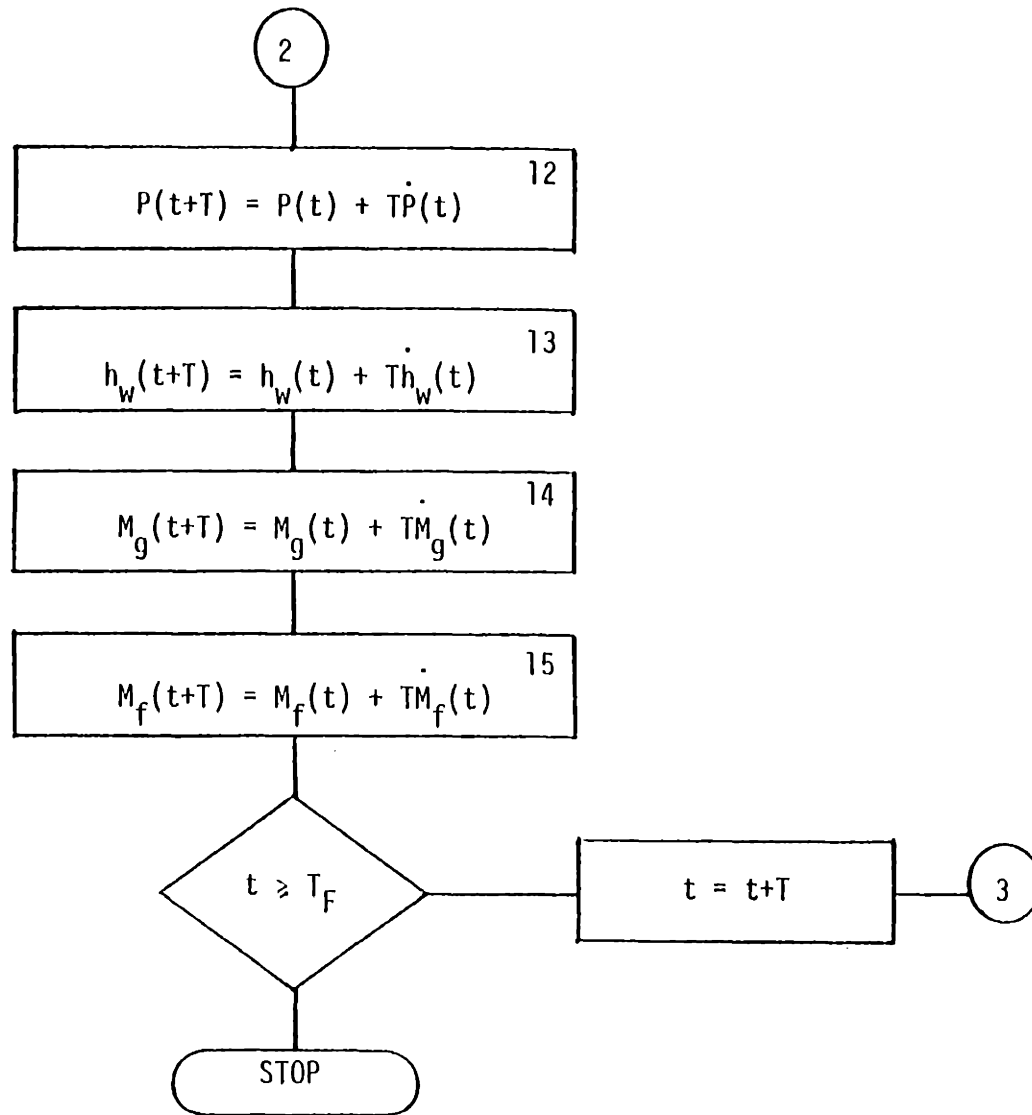 2
12
P(t+T) = P(t) + TṖ(t)
13
h_w(t+T) = h_w(t) + Tḣ_w(t)
14
M_g(t+T) = M_g(t) + TṀ_g(t)
15
M_f(t+T) = M_f(t) + TṀ_f(t)
t ⩾ T_F
t = t+T
3
STOP